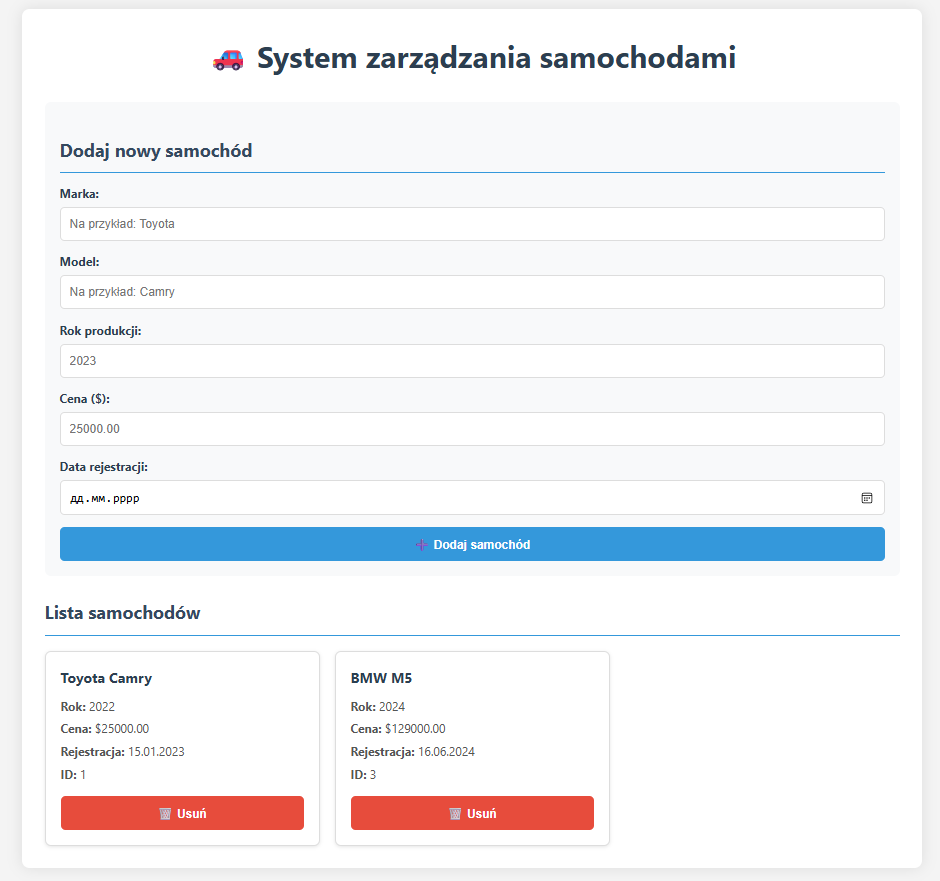 🚗 System zarządzania samochodami
Dodaj nowy samochód
Marka:
Na przykład: Toyota
Model:
Na przykład: Camry
Rok produkcji:
2023
Cena ($):
25000.00
Data rejestracji:
дд.мм.рррр
➕ Dodaj samochód
Lista samochodów
Toyota Camry
Rok: 2022
Cena: $25000.00
Rejestracja: 15.01.2023
ID: 1
🗑️ Usuń
BMW M5
Rok: 2024
Cena: $129000.00
Rejestracja: 16.06.2024
ID: 3
🗑️ Usuń